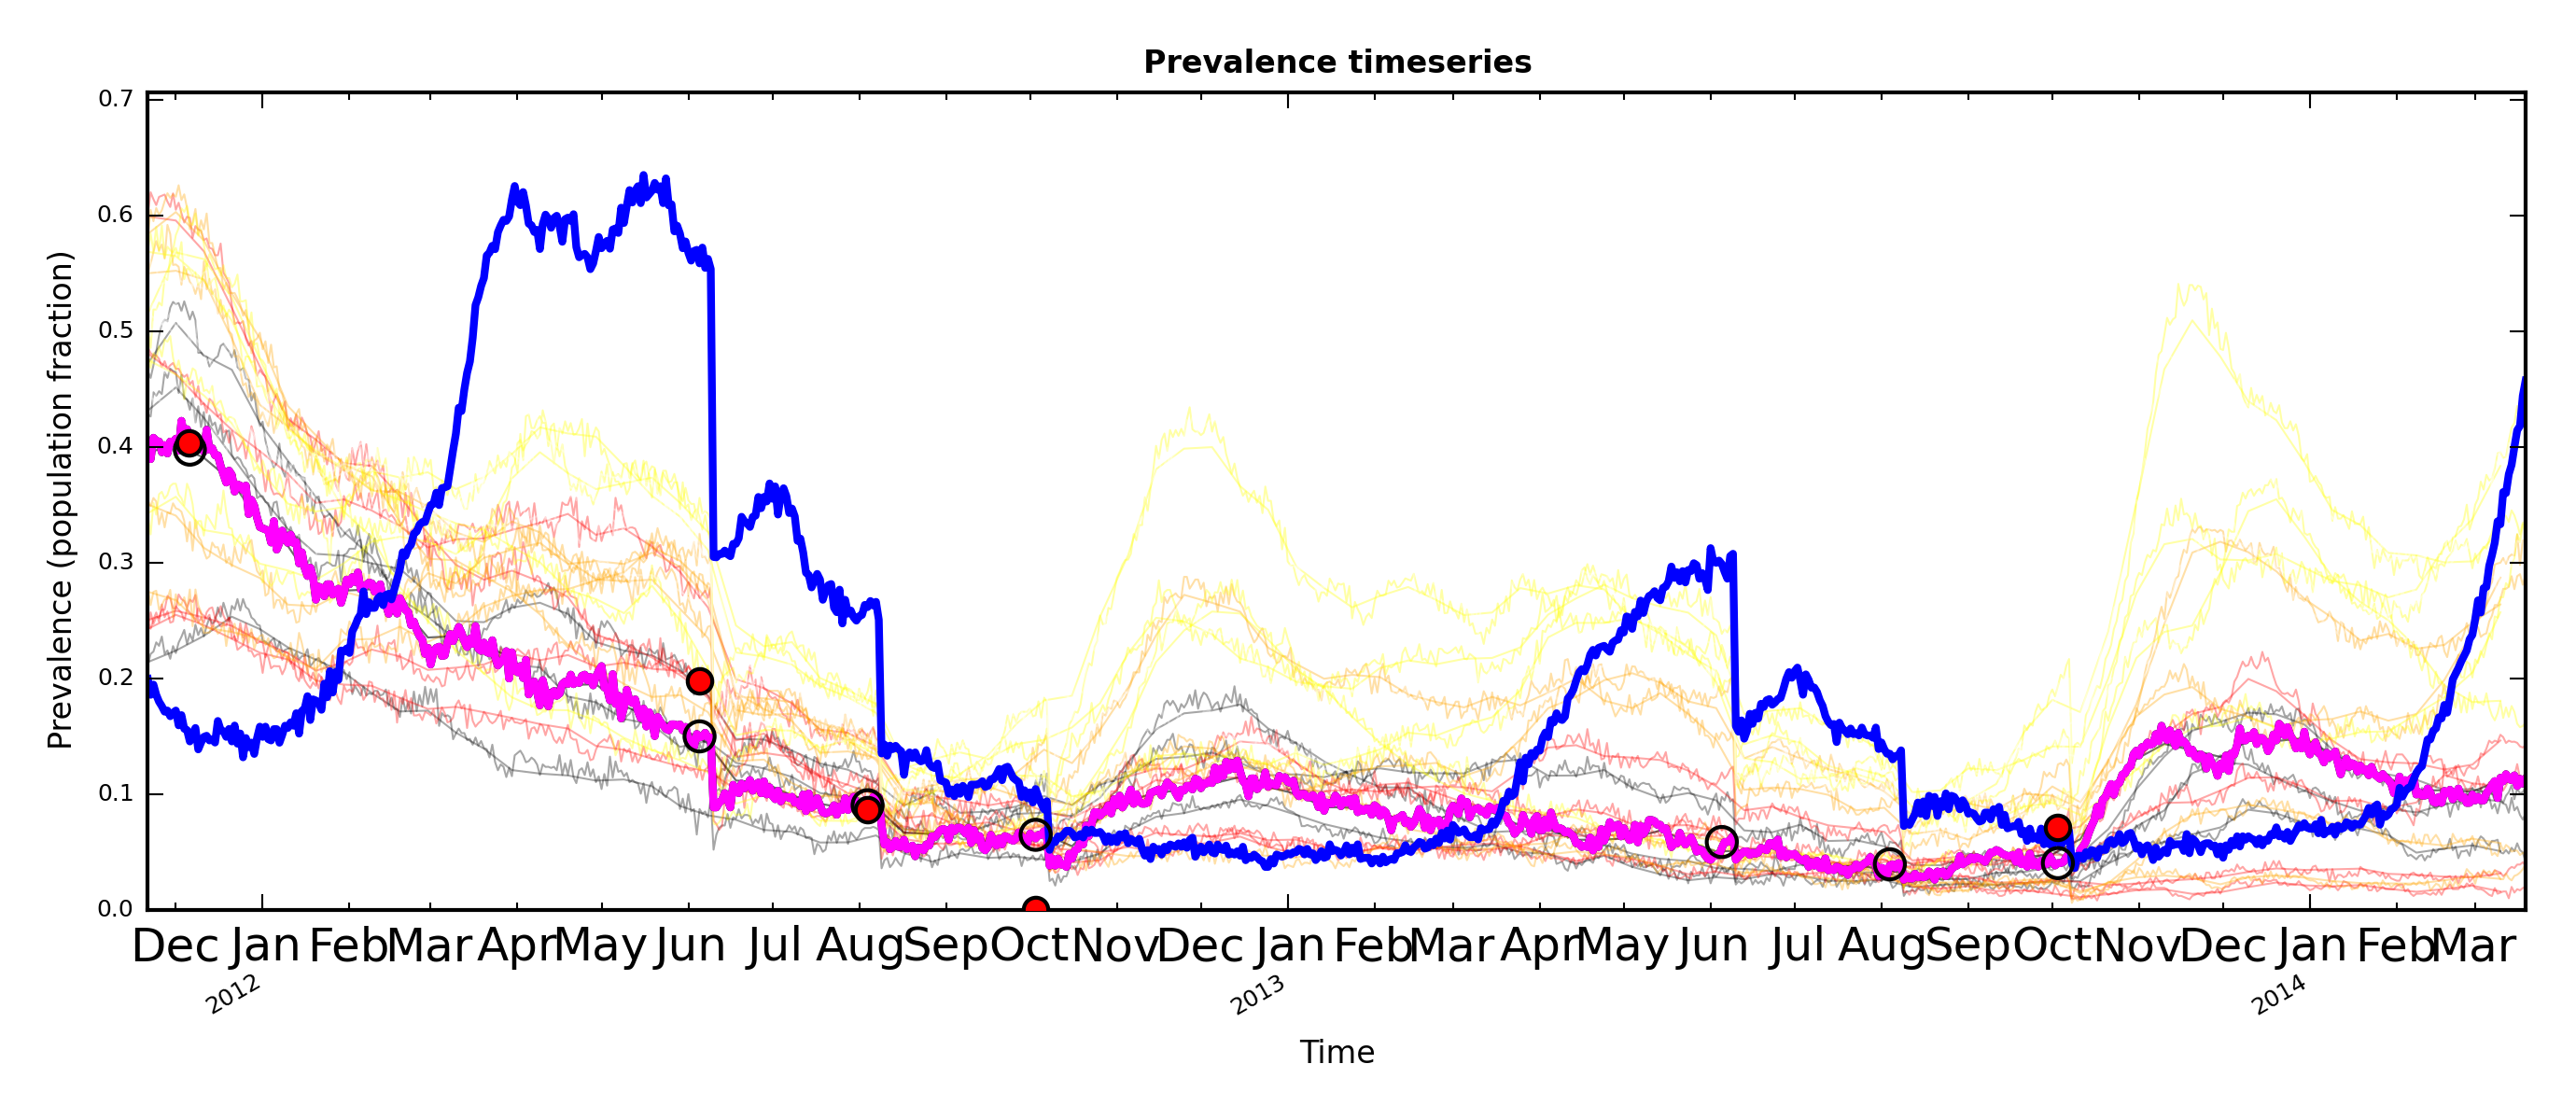 Prevalence timeseries
Prevalence (population fraction)
0.7
0.6
0.5
0.4
0.3
0.2
0.1
0.0
Dec Jan Feb Mar Apr May Jun Jul Aug Sep Oct Nov Dec Jan Feb Mar Apr May Jun Jul Aug Sep Oct Nov Dec Jan Feb Mar
2012 2013 2014
Time